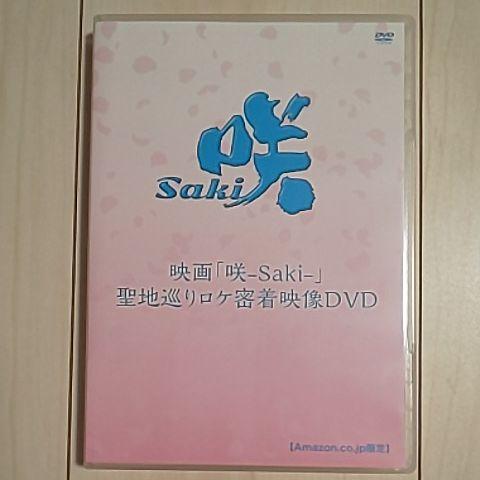 DVD
咲
Saki
映画「咲-Saki-」
聖地巡りロケ密着映像DVD
【Amazon.co.jp限定】